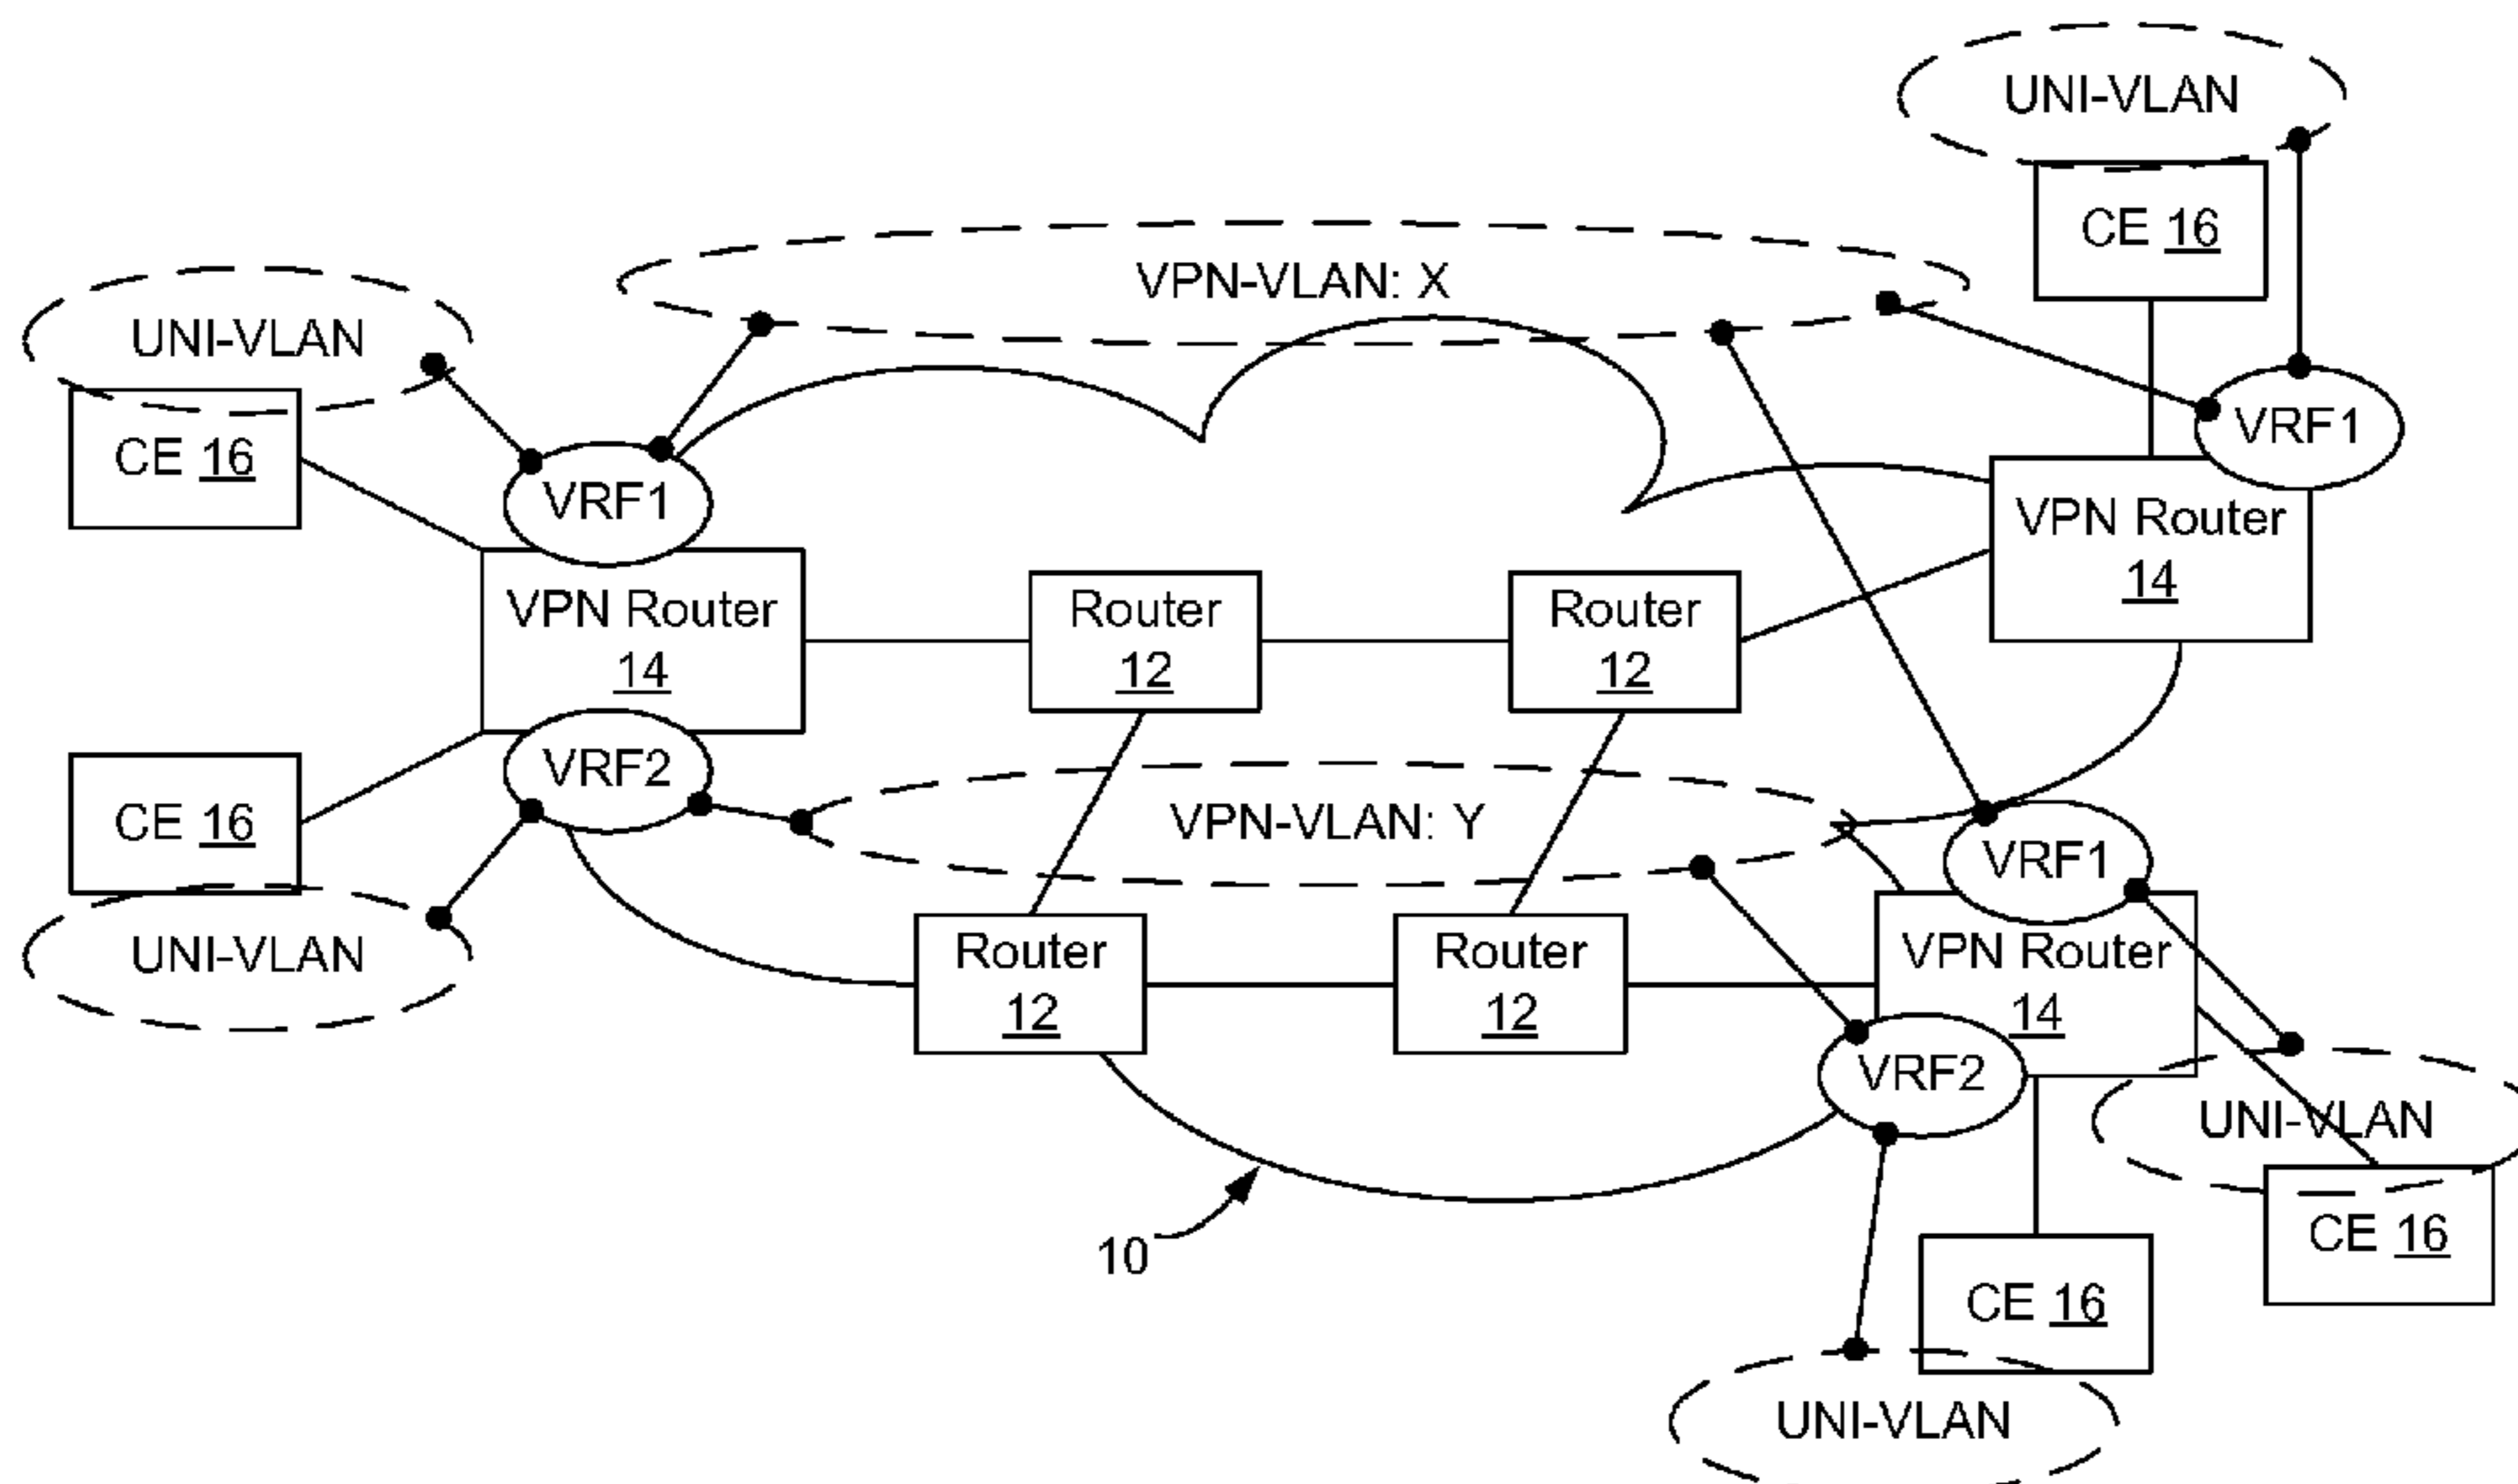 UNI-VLAN
CE 16
VPN-VLAN: X
UNI-VLAN
CE 16
VRF1
VRF1
VPN Router
14
VPN Router
14
Router
12
Router
12
VRF2
CE 16
VPN-VLAN: Y
VRF1
UNI-VLAN
Router
12
Router
12
VPN Router
14
VRF2
UNI-VLAN
CE 16
10
CE 16
UNI-VLAN